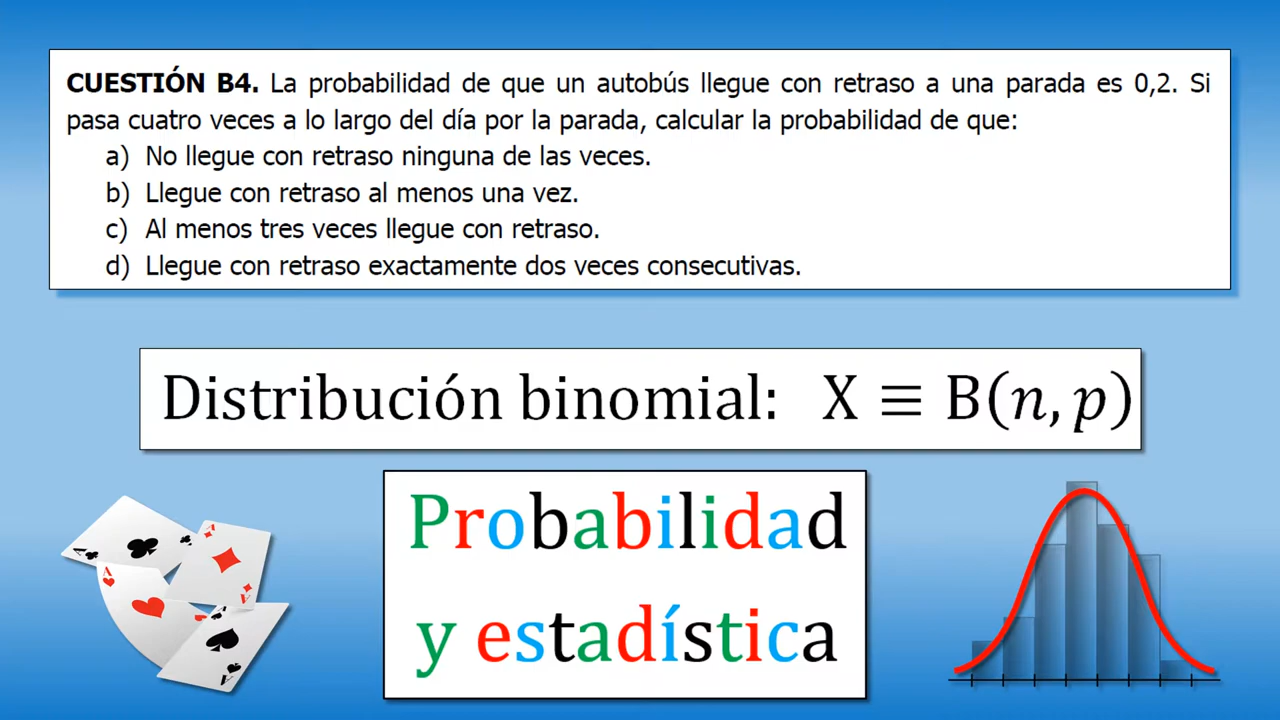 CUESTIÓN B4. La probabilidad de que un autobús llegue con retraso a una parada es 0,2. Si
pasa cuatro veces a lo largo del día por la parada, calcular la probabilidad de que:
a) No llegue con retraso ninguna de las veces.
b) Llegue con retraso al menos una vez.
c) Al menos tres veces llegue con retraso.
d) Llegue con retraso exactamente dos veces consecutivas.
Distribución binomial: X ≡ B(n, p)
Probabilidad
y estadística